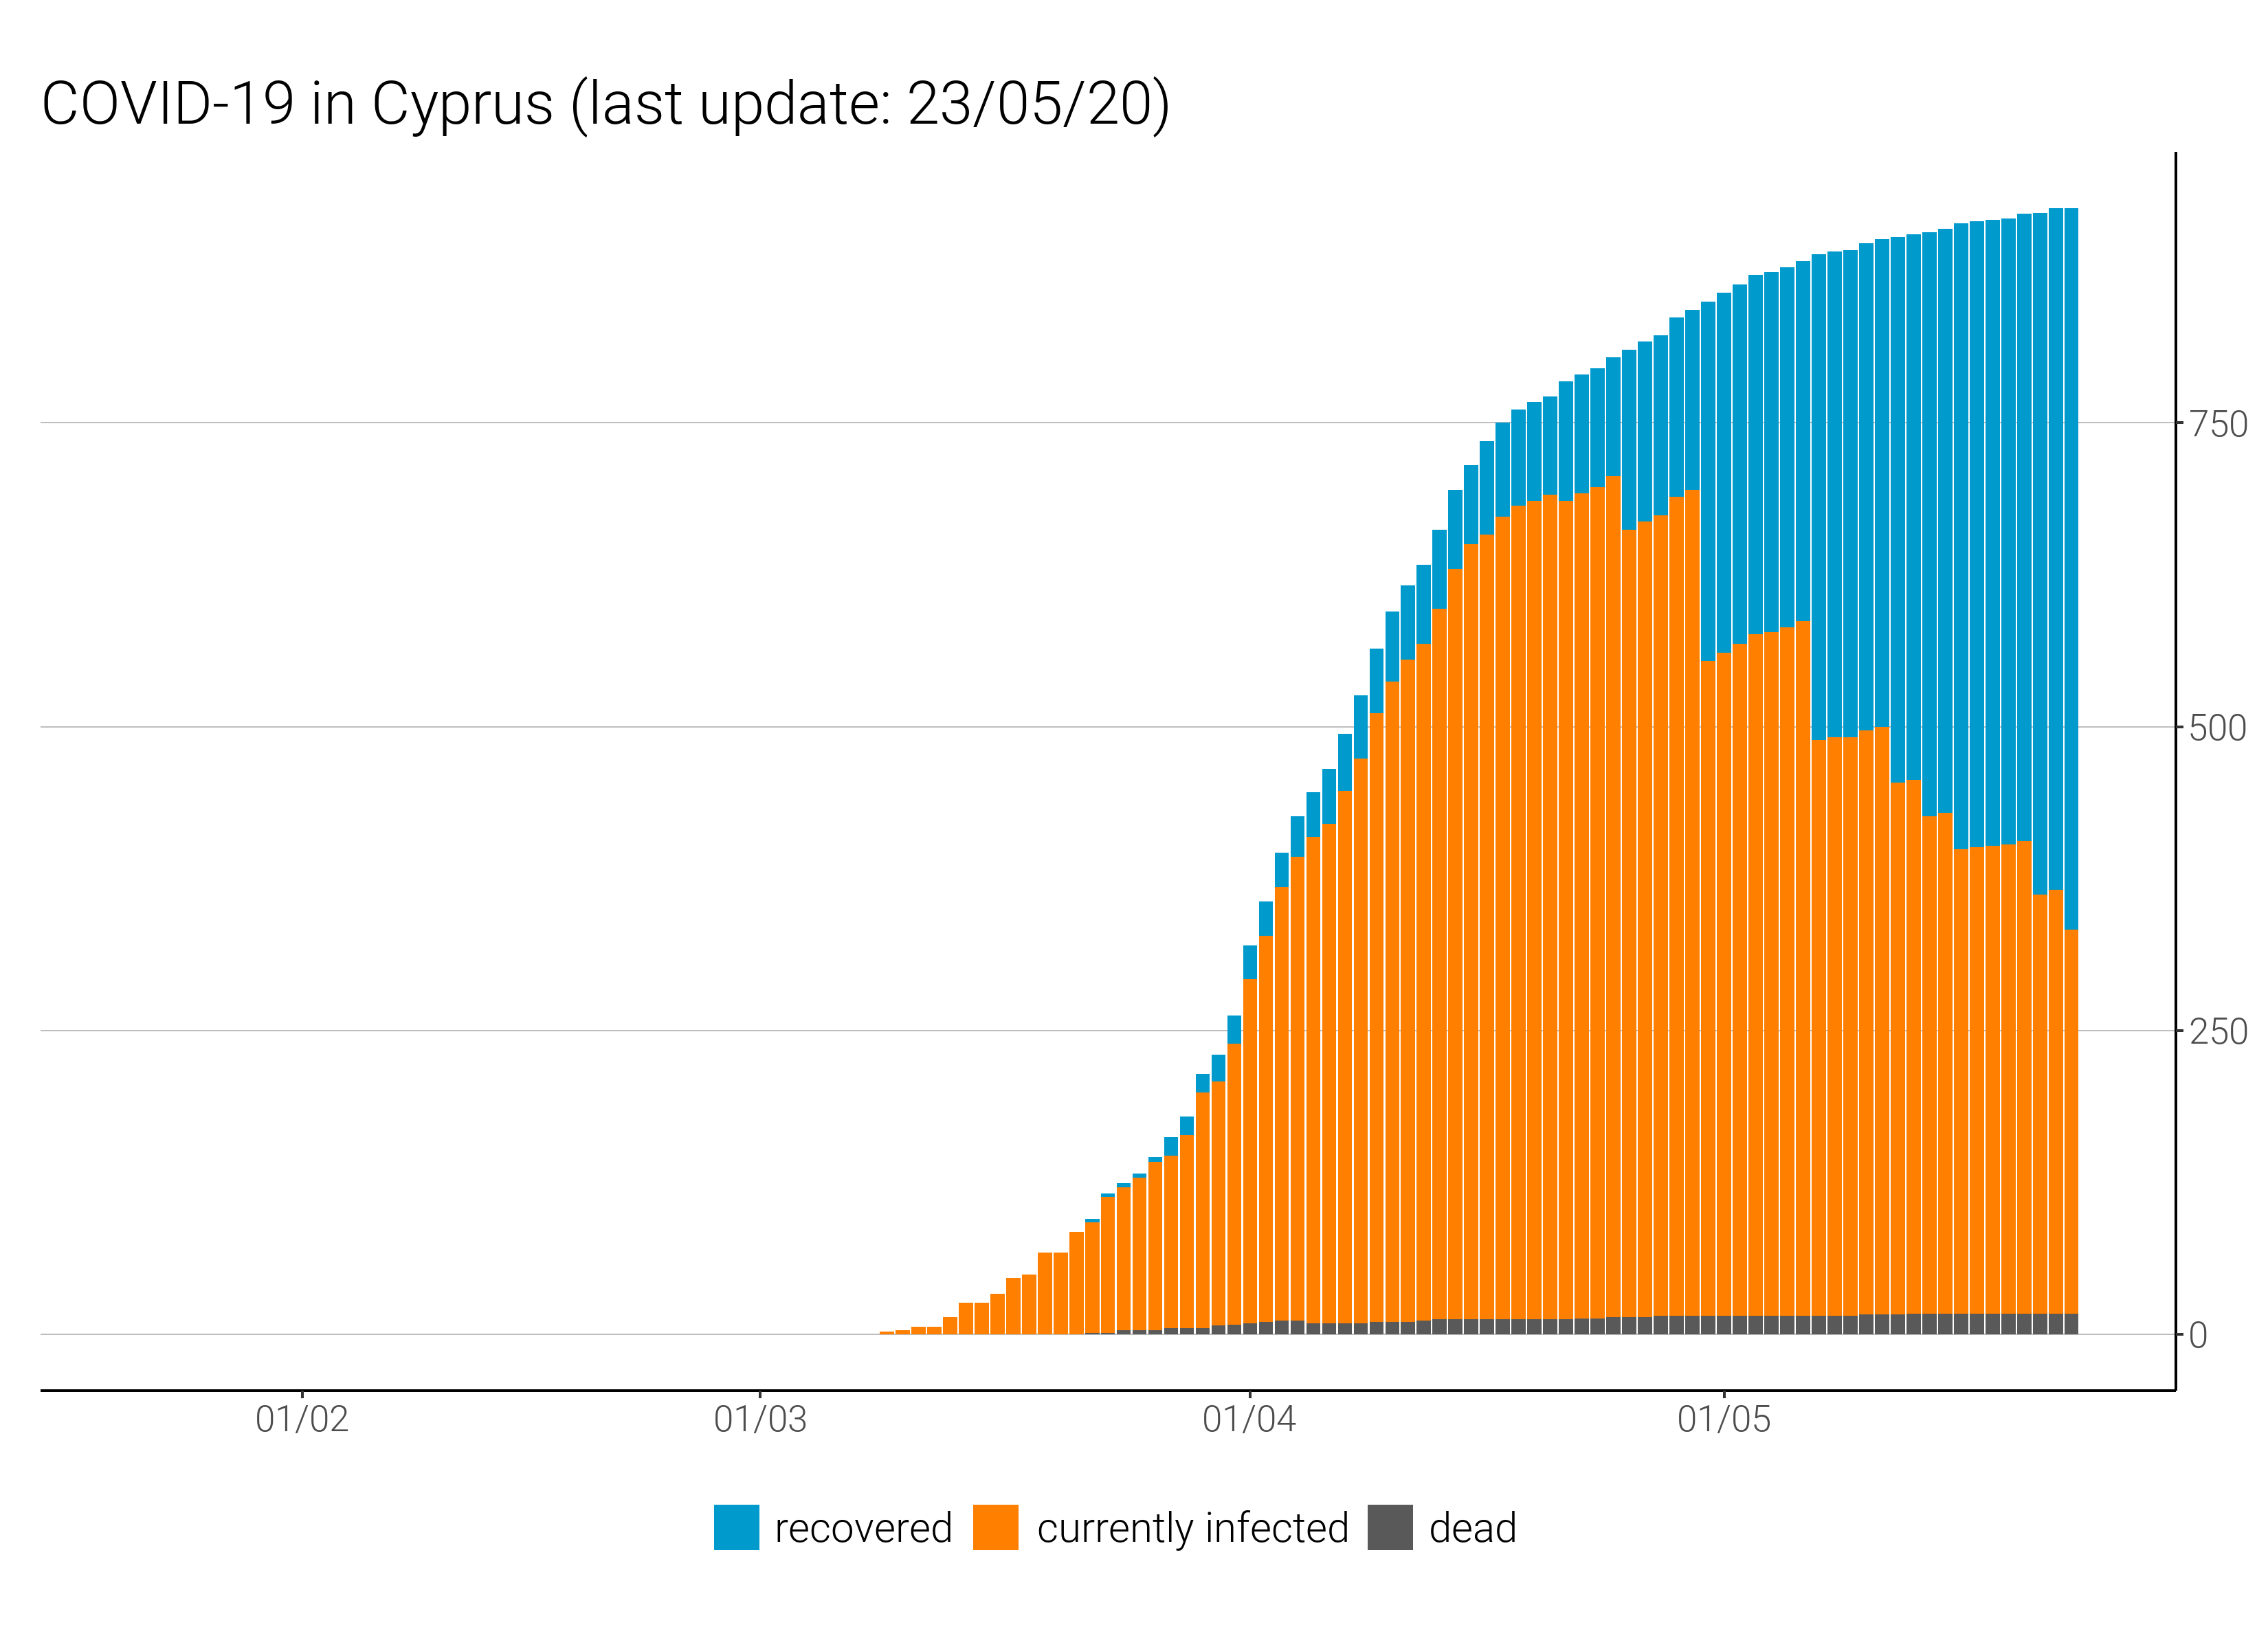 COVID-19 in Cyprus (last update: 23/05/20)
750
500
250
0
01/02 01/03 01/04 01/05
recovered currently infected dead